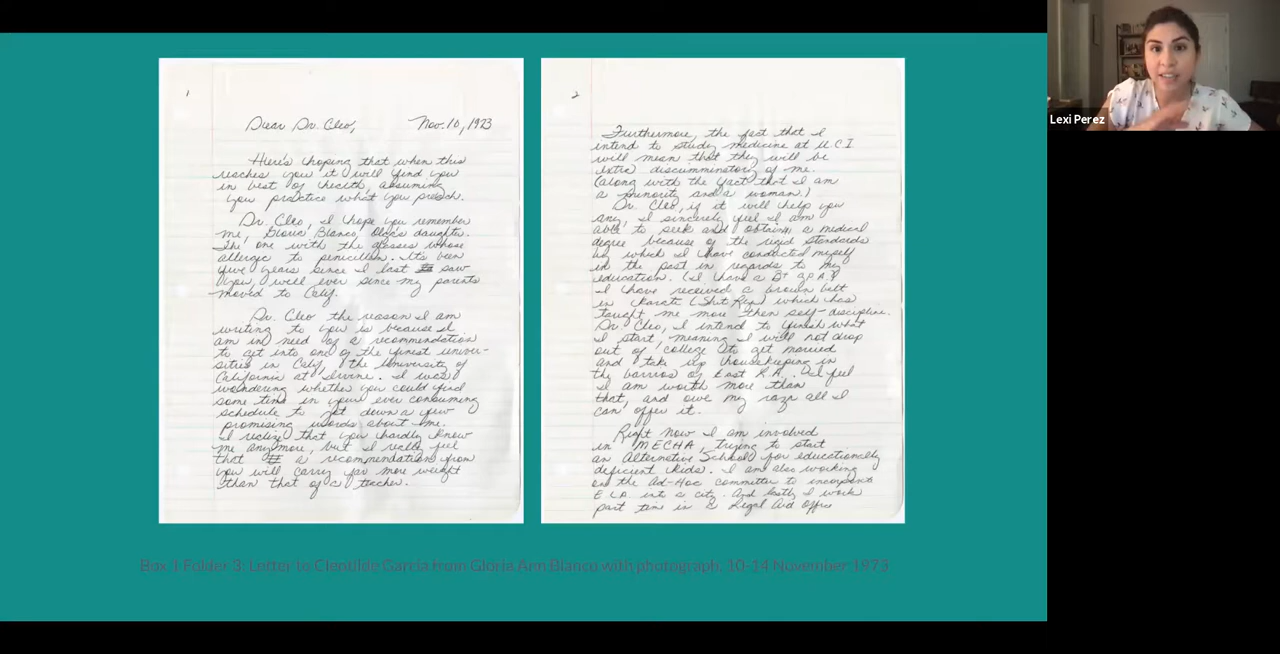 1
Dear Dr. Cleo,
Nov. 10, 1973
Here's hoping that when this
reaches you it will find you
in best of health, assuming
you practice what you preach.
Dr. Cleo, I hope you remember
me, Gloria Blanco, Olga's daughter.
The one with the glasses whose
allergic to penicillin. It's been
five years since I last saw
you, will ever since my parents
moved to Calif.
Dr. Cleo the reason I am
writing to you is because I
am in need of a recommendation
to get into one of the finest univer-
sities in Calif, the University of
California at Irvine. I was
wondering whether you could find
some time in your ever consuming
schedule to jot down a few
promising words about me.
I realize that you hardly know
me anymore, but I really feel
that a recommendation from
you will carry far more weight
than that of a teacher.
2
Furthermore, the fact that I
intend to study medicine at U.C.I
will mean that they will be
extra discumminatory of me.
(along with the fact that I am
a minority and a woman.)
Dr. Cleo, if it will help you
any, I sincerely feel I am
able to seek and obtain a medical
degree because of the rigid standards
by which I have conducted myself
in the past in regards to my
education. (I have a B+ G.P.A.)
I have received a brown belt
in Karate (Shit Ryu) which has
taught me more then self-discipline.
Dr. Cleo, I intend to finish what
I start, meaning I will not drop
out of college to get married
and take up housekeeping in
the barrios of East L.A. I feel
I am worth more than
that, and owe my raza all I
can offer it.
Right now I am involved
in MECHA, trying to start
an Alternative School for educationally
deficient kids. I am also working
on the Ad-Hoc committee to incorporate
E.L.A. into a city. And lastly, I work
part time in a Legal Aid office
Box 1 Folder 3: Letter to Cleotilde Garcia from Gloria Ann Blanco with photograph, 10-14 November 1973
Lexi Perez